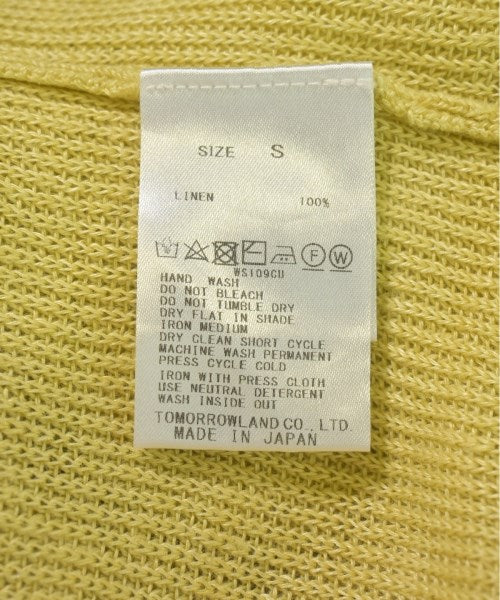 SIZE S
LINEN 100%
F W
WS109CU
HAND WASH
DO NOT BLEACH
DO NOT TUMBLE DRY
DRY FLAT IN SHADE
IRON MEDIUM
DRY CLEAN SHORT CYCLE
MACHINE WASH PERMANENT
PRESS CYCLE COLD
IRON WITH PRESS CLOTH
USE NEUTRAL DETERGENT
WASH INSIDE OUT
TOMORROWLAND CO., LTD.
MADE IN JAPAN